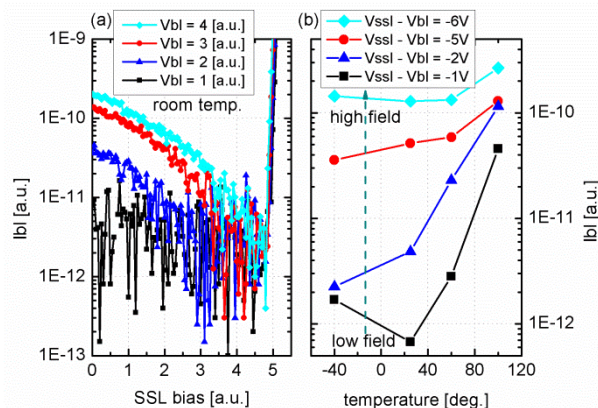 (a)
Vbl = 4 [a.u.]
Vbl = 3 [a.u.]
Vbl = 2 [a.u.]
Vbl = 1 [a.u.]
room temp.
1E-9
1E-10
1E-11
1E-12
1E-13
Ibl [a.u.]
0 1 2 3 4 5
SSL bias [a.u.]
(b)
Vssl - Vbl = -6V
Vssl - Vbl = -5V
Vssl - Vbl = -2V
Vssl - Vbl = -1V
high field
low field
1E-10
1E-11
1E-12
Ibl [a.u.]
-40 0 40 80 120
temperature [deg.]